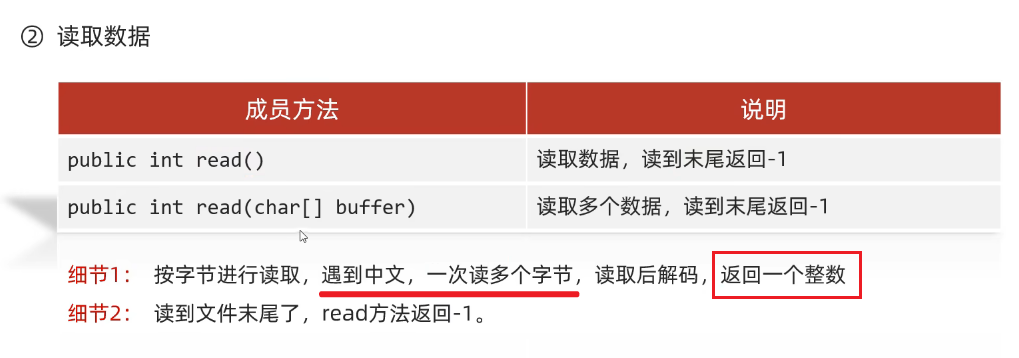 ② 读取数据
成员方法 说明
public int read() 读取数据，读到末尾返回-1
public int read(char[] buffer) 读取多个数据，读到末尾返回-1
细节1： 按字节进行读取，遇到中文，一次读多个字节，读取后解码，返回一个整数
细节2： 读到文件末尾了，read方法返回-1。